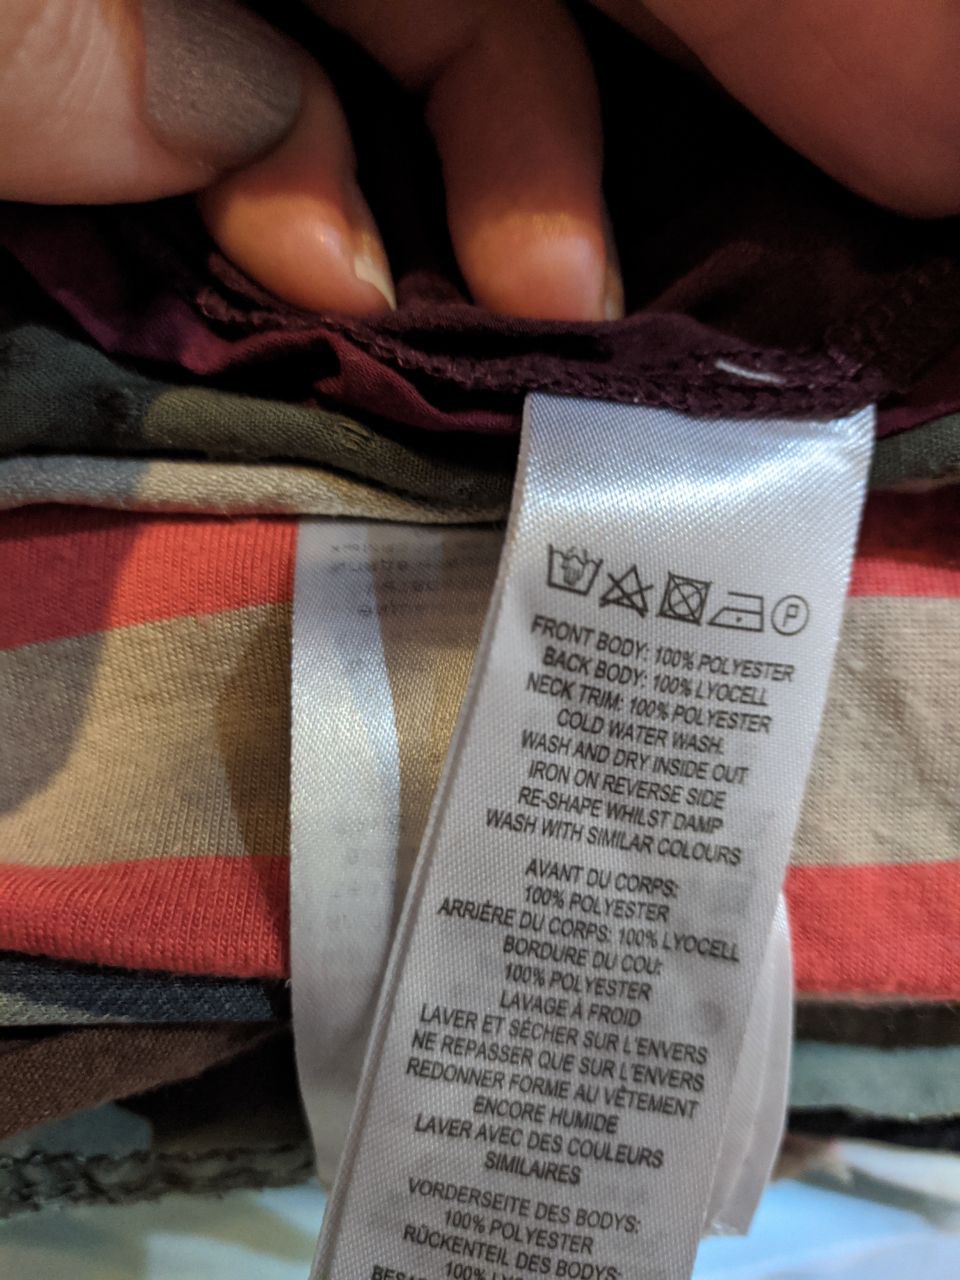 P
FRONT BODY: 100% POLYESTER
BACK BODY: 100% LYOCELL
NECK TRIM: 100% POLYESTER
COLD WATER WASH.
WASH AND DRY INSIDE OUT
IRON ON REVERSE SIDE
RE-SHAPE WHILST DAMP
WASH WITH SIMILAR COLOURS
AVANT DU CORPS:
100% POLYESTER
ARRIÈRE DU CORPS: 100% LYOCELL
BORDURE DU COU:
100% POLYESTER
LAVAGE À FROID
LAVER ET SÉCHER SUR L'ENVERS
NE REPASSER QUE SUR L'ENVERS
REDONNER FORME AU VÊTEMENT
ENCORE HUMIDE
LAVER AVEC DES COULEURS
SIMILAIRES
VORDERSEITE DES BODYS:
100% POLYESTER
RÜCKENTEIL DES BODYS:
100%